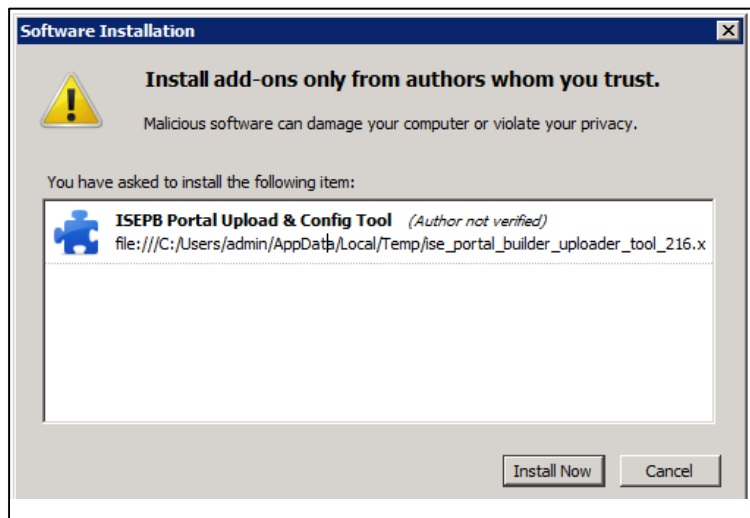 Software Installation
Install add-ons only from authors whom you trust.
Malicious software can damage your computer or violate your privacy.
You have asked to install the following item:
ISEPB Portal Upload & Config Tool (Author not verified)
file:///C:/Users/admin/AppData/Local/Temp/ise_portal_builder_uploader_tool_216.x
Install Now Cancel